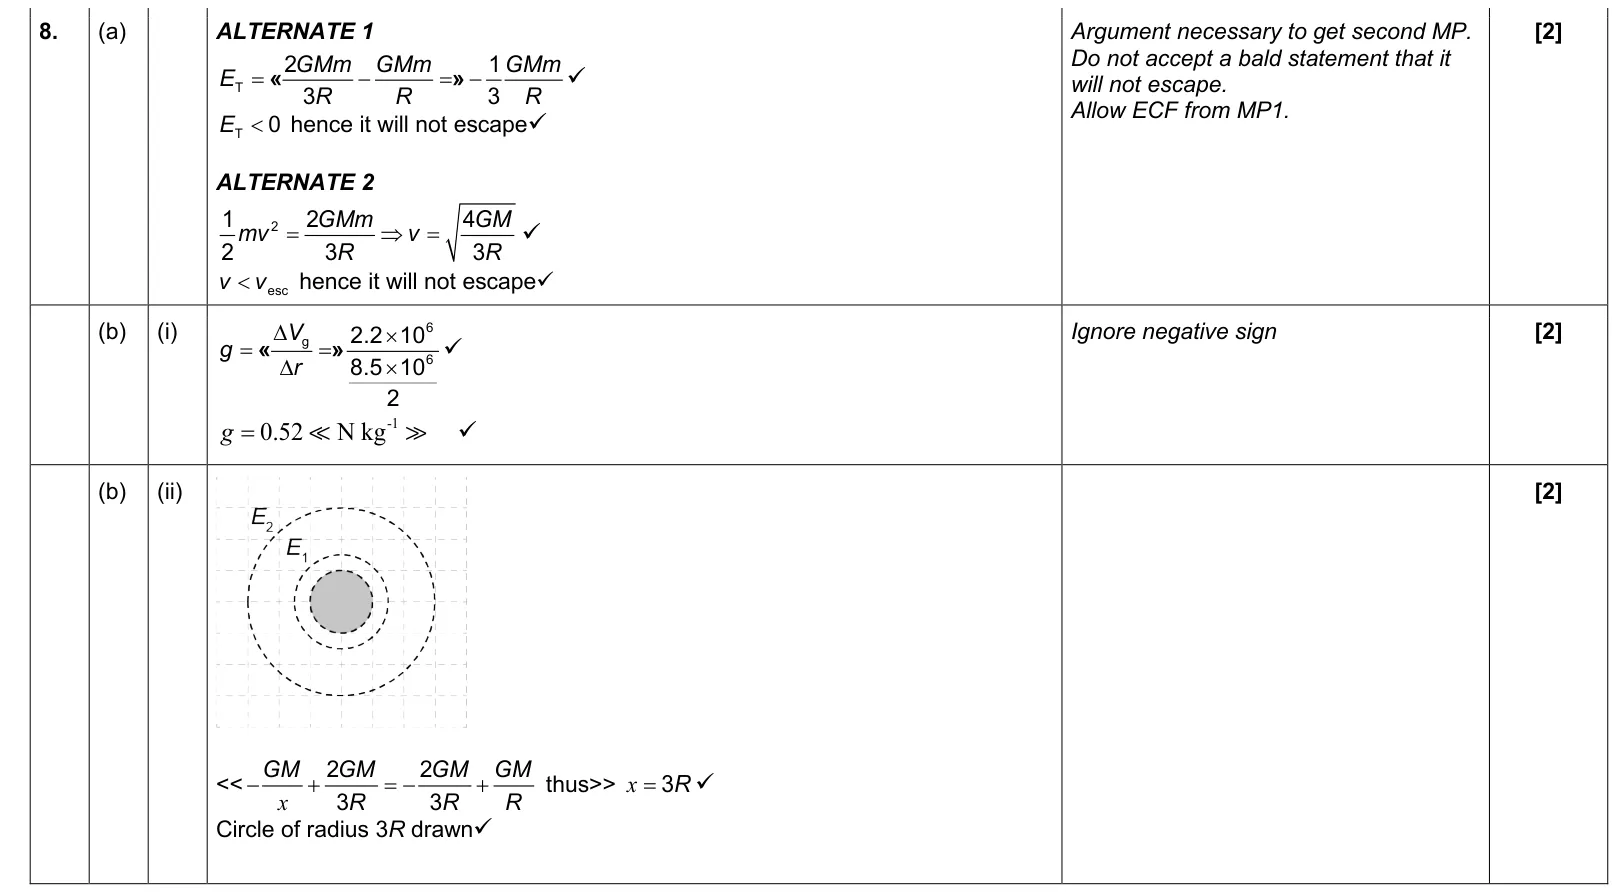 8. (a) ALTERNATE 1 Argument necessary to get second MP. [2]
Do not accept a bald statement that it
will not escape.
Allow ECF from MP1.
E_T = «2GMm/3R − GMm/R =» − 1/3 GMm/R ✓
E_T < 0 hence it will not escape✓
ALTERNATE 2
1/2 mv² = 2GMm/3R ⇒ v = √(4GM/3R) ✓
v < v_esc hence it will not escape✓
(b) (i) g = «ΔV_g/Δr =» 2.2×10⁶/(8.5×10⁶/2) ✓ Ignore negative sign [2]
g = 0.52 ≪ N kg⁻¹ ≫ ✓
(b) (ii) [2]
E₂
E₁
<< − GM/x + 2GM/3R = − 2GM/3R + GM/R thus>> x = 3R ✓
Circle of radius 3R drawn✓